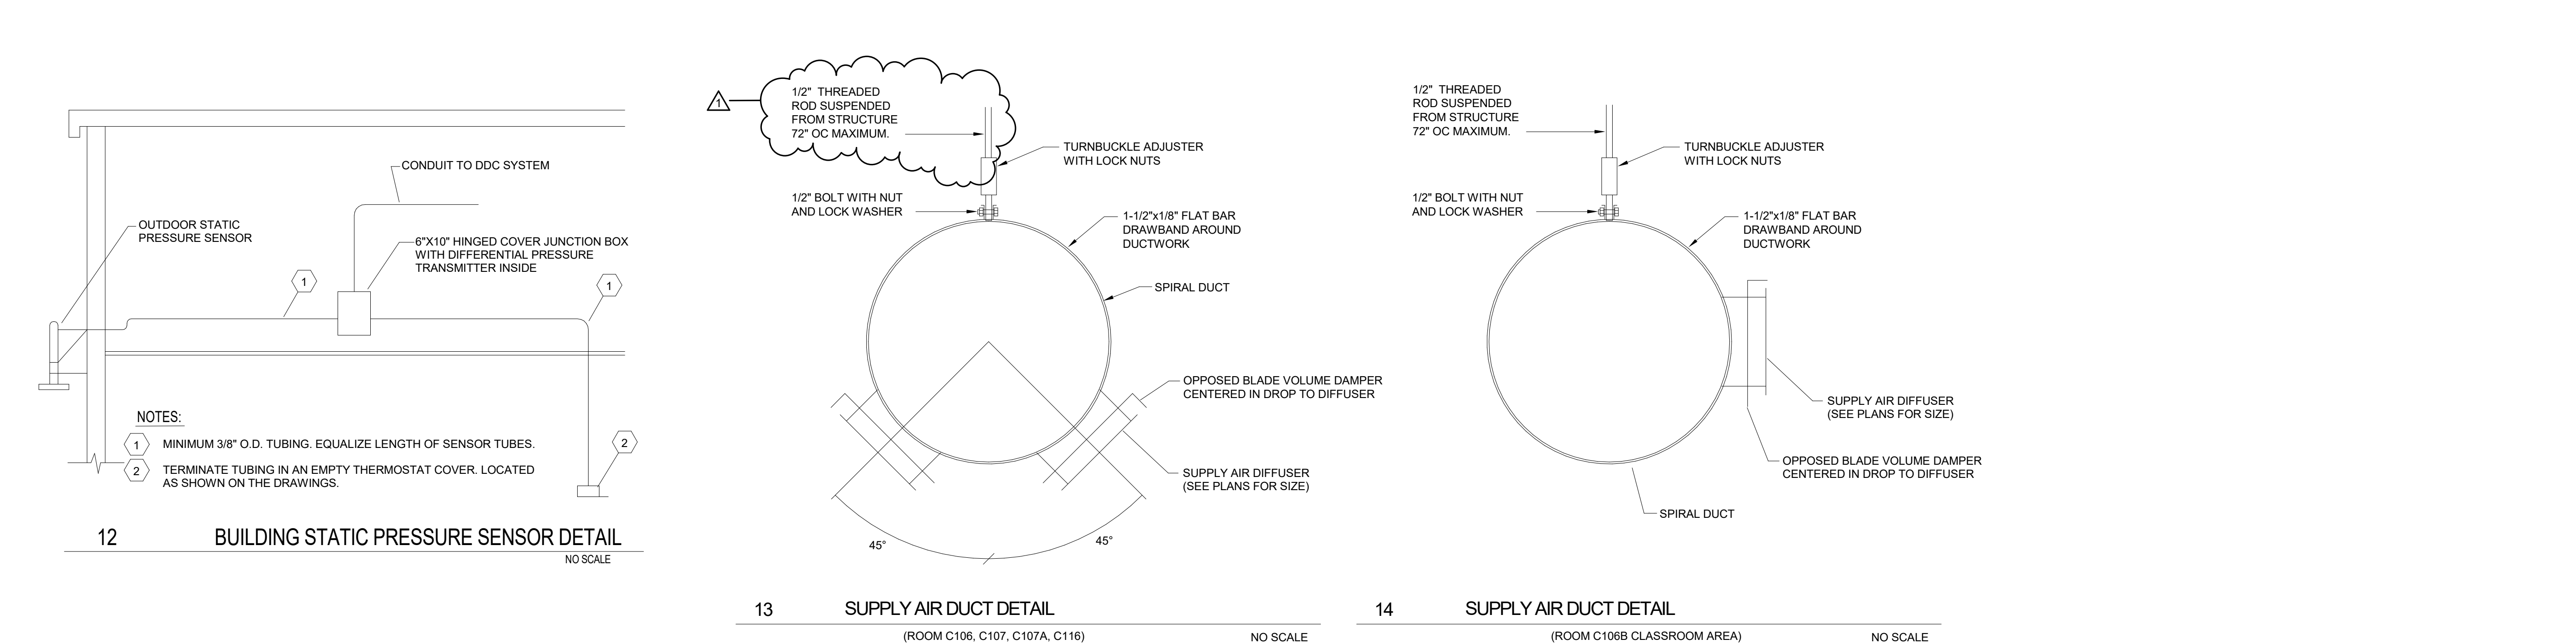 CONDUIT TO DDC SYSTEM
OUTDOOR STATIC
PRESSURE SENSOR
6"X10" HINGED COVER JUNCTION BOX
WITH DIFFERENTIAL PRESSURE
TRANSMITTER INSIDE
1
1
2
NOTES:
1 MINIMUM 3/8" O.D. TUBING. EQUALIZE LENGTH OF SENSOR TUBES.
2 TERMINATE TUBING IN AN EMPTY THERMOSTAT COVER. LOCATED
AS SHOWN ON THE DRAWINGS.
12 BUILDING STATIC PRESSURE SENSOR DETAIL
NO SCALE
1
1/2" THREADED
ROD SUSPENDED
FROM STRUCTURE
72" OC MAXIMUM.
TURNBUCKLE ADJUSTER
WITH LOCK NUTS
1/2" BOLT WITH NUT
AND LOCK WASHER
1-1/2"x1/8" FLAT BAR
DRAWBAND AROUND
DUCTWORK
SPIRAL DUCT
OPPOSED BLADE VOLUME DAMPER
CENTERED IN DROP TO DIFFUSER
SUPPLY AIR DIFFUSER
(SEE PLANS FOR SIZE)
45°
45°
13 SUPPLY AIR DUCT DETAIL
(ROOM C106, C107, C107A, C116) NO SCALE
1/2" THREADED
ROD SUSPENDED
FROM STRUCTURE
72" OC MAXIMUM.
TURNBUCKLE ADJUSTER
WITH LOCK NUTS
1/2" BOLT WITH NUT
AND LOCK WASHER
1-1/2"x1/8" FLAT BAR
DRAWBAND AROUND
DUCTWORK
SUPPLY AIR DIFFUSER
(SEE PLANS FOR SIZE)
OPPOSED BLADE VOLUME DAMPER
CENTERED IN DROP TO DIFFUSER
SPIRAL DUCT
14 SUPPLY AIR DUCT DETAIL
(ROOM C106B CLASSROOM AREA) NO SCALE